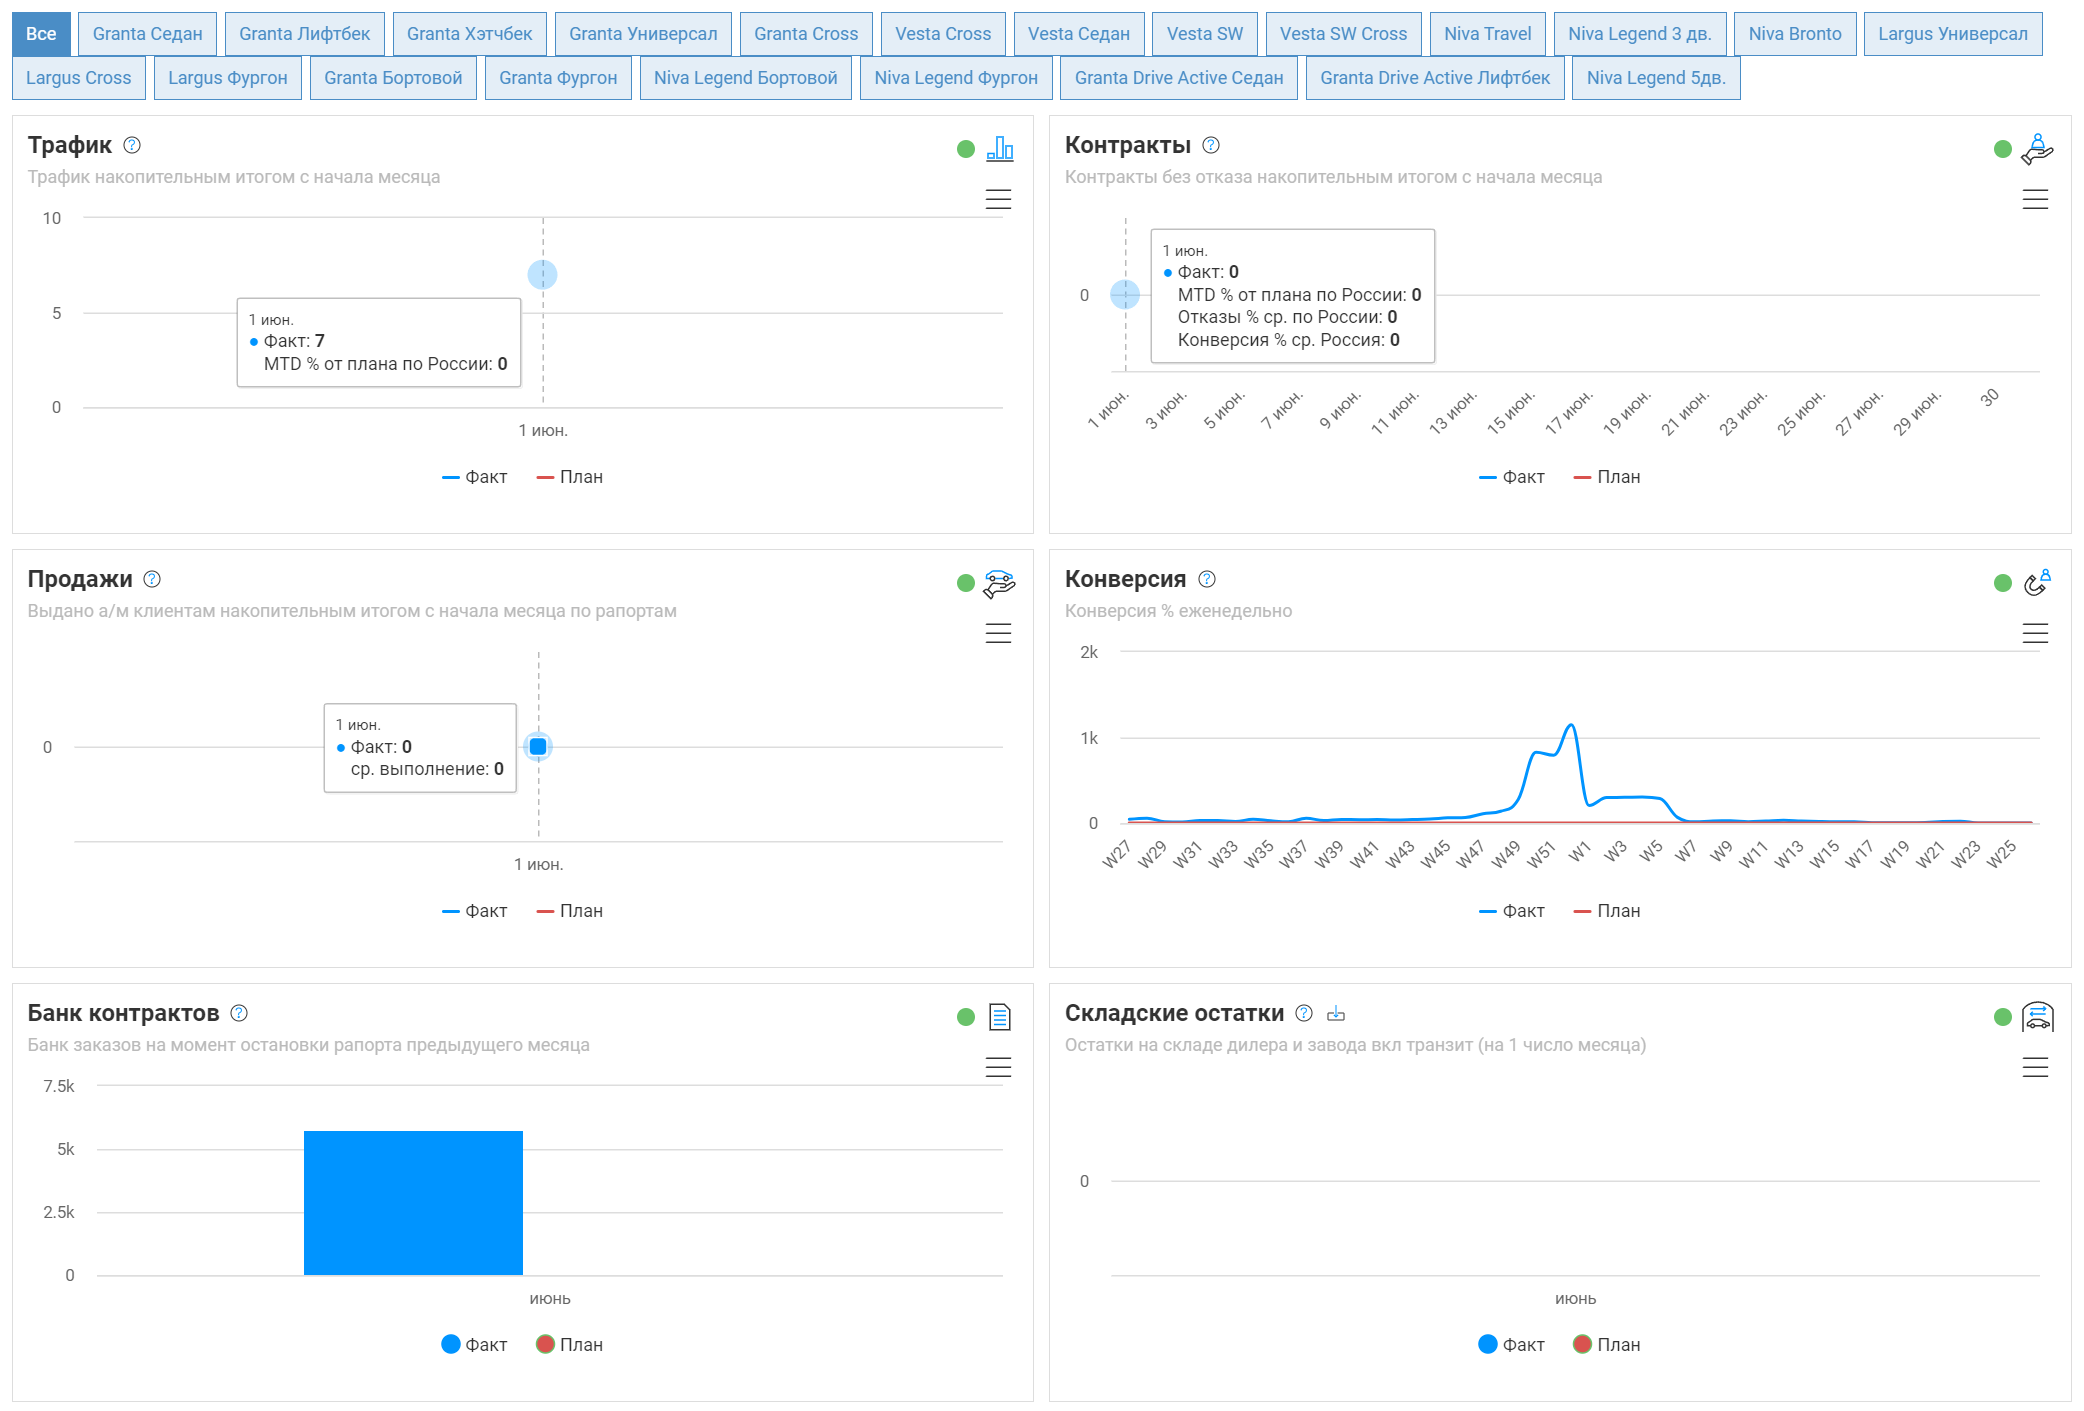 Все Granta Седан Granta Лифтбек Granta Хэтчбек Granta Универсал Granta Cross Vesta Cross Vesta Седан Vesta SW Vesta SW Cross Niva Travel Niva Legend 3 дв. Niva Bronto Largus Универсал
Largus Cross Largus Фургон Granta Бортовой Granta Фургон Niva Legend Бортовой Niva Legend Фургон Granta Drive Active Седан Granta Drive Active Лифтбек Niva Legend 5дв.
Трафик ?
Трафик накопительным итогом с начала месяца
10
5
0
1 июн.
Факт: 7
MTD % от плана по России: 0
1 июн.
Факт План
Контракты ?
Контракты без отказа накопительным итогом с начала месяца
0
1 июн.
Факт: 0
MTD % от плана по России: 0
Отказы % ср. по России: 0
Конверсия % ср. Россия: 0
1 июн. 3 июн. 5 июн. 7 июн. 9 июн. 11 июн. 13 июн. 15 июн. 17 июн. 19 июн. 21 июн. 23 июн. 25 июн. 27 июн. 29 июн. 30
Факт План
Продажи ?
Выдано а/м клиентам накопительным итогом с начала месяца по рапортам
0
1 июн.
Факт: 0
ср. выполнение: 0
1 июн.
Факт План
Конверсия ?
Конверсия % еженедельно
2k
1k
0
W27 W29 W31 W33 W35 W37 W39 W41 W43 W45 W47 W49 W51 W1 W3 W5 W7 W9 W11 W13 W15 W17 W19 W21 W23 W25
Факт План
Банк контрактов ?
Банк заказов на момент остановки рапорта предыдущего месяца
7.5k
5k
2.5k
0
июнь
Факт План
Складские остатки ?
Остатки на складе дилера и завода вкл транзит (на 1 число месяца)
0
июнь
Факт План